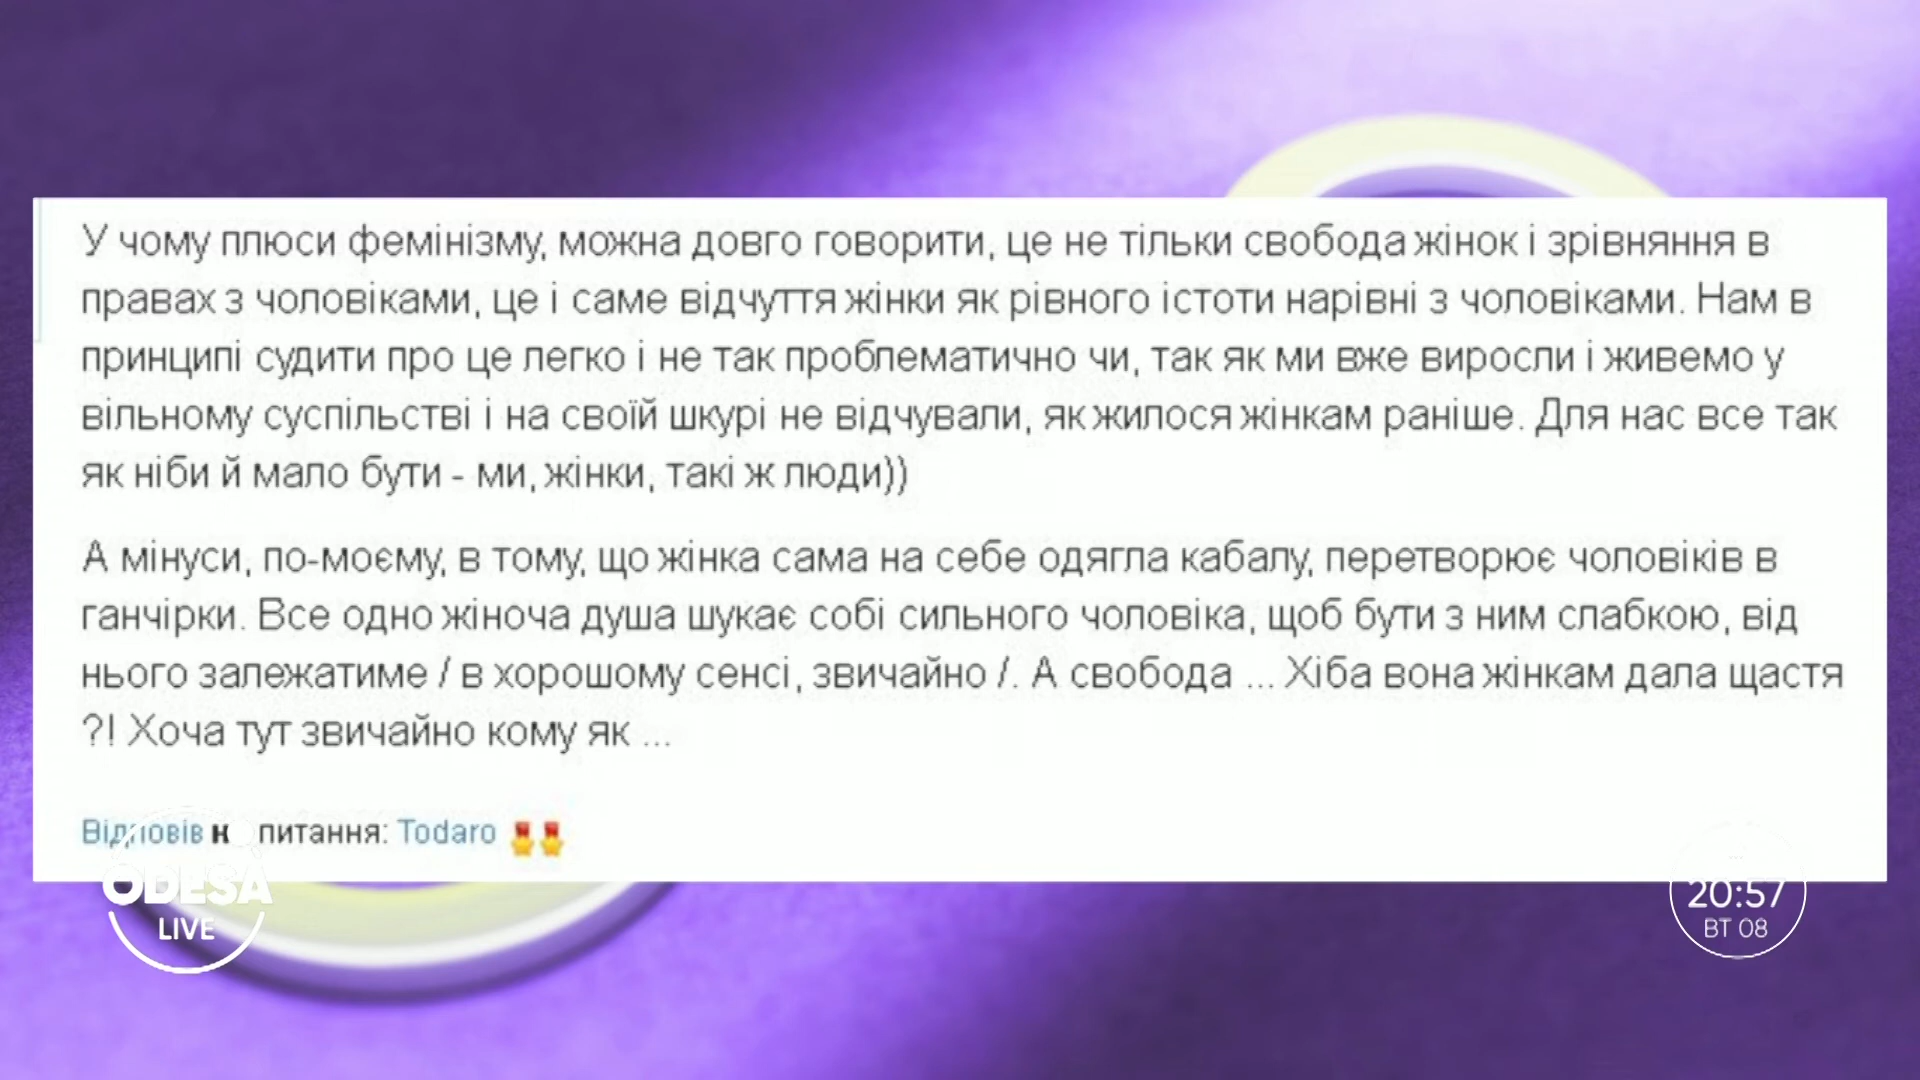 У чому плюси фемінізму, можна довго говорити, це не тільки свобода жінок і зрівняння в
правах з чоловіками, це і саме відчуття жінки як рівного істоти нарівні з чоловіками. Нам в
принципі судити про це легко і не так проблематично чи, так як ми вже виросли і живемо у
вільному суспільстві і на своїй шкурі не відчували, як жилося жінкам раніше. Для нас все так
як ніби й мало бути - ми, жінки, такі ж люди))
А мінуси, по-моєму, в тому, що жінка сама на себе одягла кабалу, перетворює чоловіків в
ганчірки. Все одно жіноча душа шукає собі сильного чоловіка, щоб бути з ним слабкою, від
нього залежатиме / в хорошому сенсі, звичайно /. А свобода ... Хіба вона жінкам дала щастя
?! Хоча тут звичайно кому як ...
Відповів питання: Todaro
ODESA
LIVE
20:57
ВТ 08